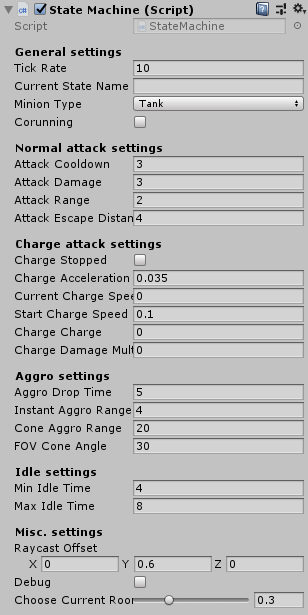 State Machine (Script)
Script StateMachine
General settings
Tick Rate 10
Current State Name
Minion Type Tank
Corunning
Normal attack settings
Attack Cooldown 3
Attack Damage 3
Attack Range 2
Attack Escape Distan 4
Charge attack settings
Charge Stopped
Charge Acceleration 0.035
Current Charge Spee 0
Start Charge Speed 0.1
Charge Charge 0
Charge Damage Mult 0
Aggro settings
Aggro Drop Time 5
Instant Aggro Range 4
Cone Aggro Range 20
FOV Cone Angle 30
Idle settings
Min Idle Time 4
Max Idle Time 8
Misc. settings
Raycast Offset
X 0 Y 0.6 Z 0
Debug
Choose Current Roon 0.3